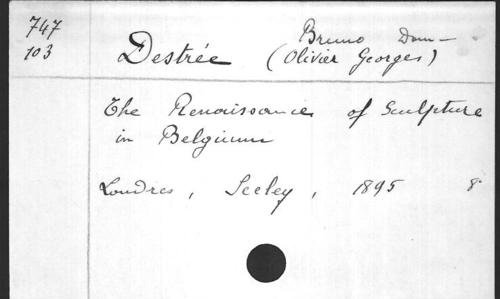 747
103
Bruno Dom-
Destrée (Olivier Georges)
The Renaissance of Sculpture
in Belgium
Londres, Seeley, 1895 8°